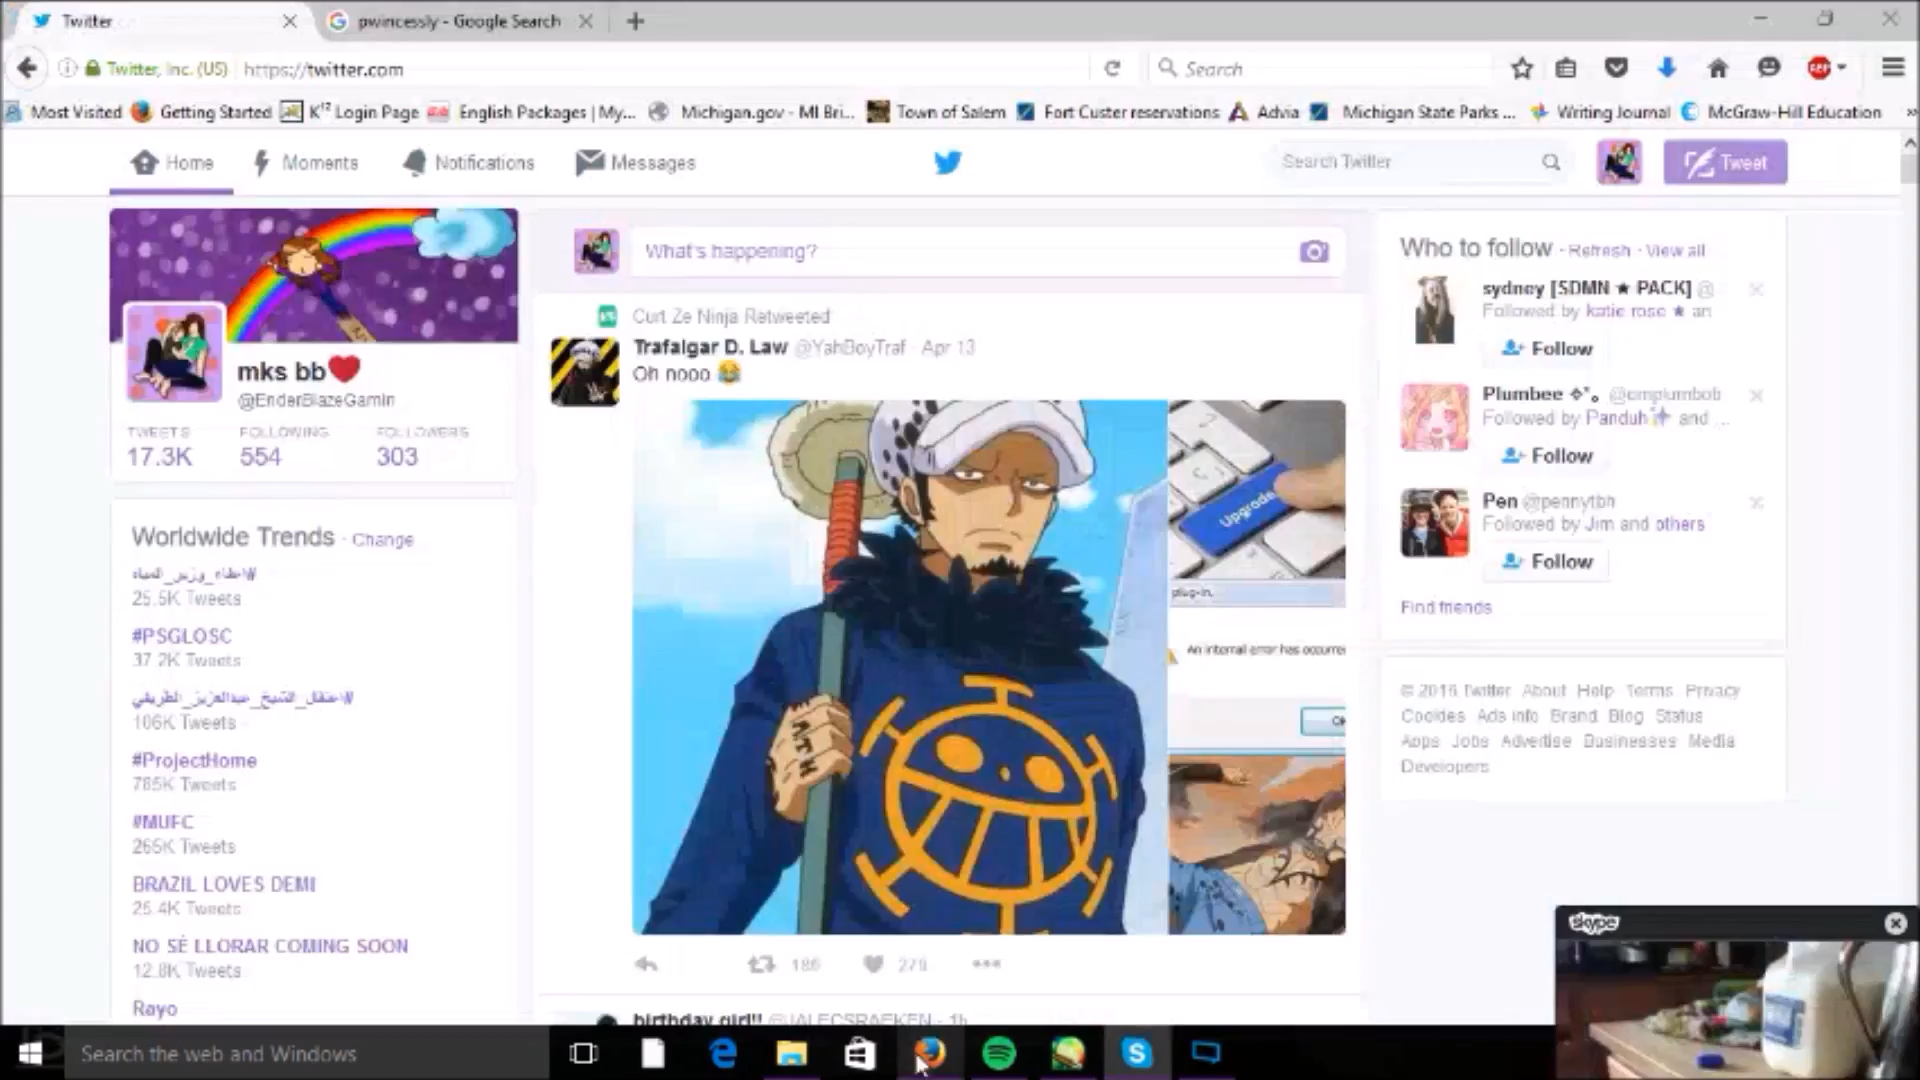 Twitter
pwincessly - Google Search
Twitter, Inc. (US) https://twitter.com
Search
Most Visited Getting Started K12 Login Page English Packages | My... Michigan.gov - MI Bri... Town of Salem Fort Custer reservations Advia Michigan State Parks ... Writing Journal McGraw-Hill Education »
Home Moments Notifications Messages
Search Twitter
Tweet
mks bb❤
@EnderBlazeGamin
TWEETS FOLLOWING FOLLOWERS
17.3K 554 303
Worldwide Trends · Change
25.5K Tweets
#PSGLOSC
37.2K Tweets
106K Tweets
#ProjectHome
785K Tweets
#MUFC
265K Tweets
BRAZIL LOVES DEMI
25.4K Tweets
NO SÉ LLORAR COMING SOON
12.8K Tweets
Rayo
What's happening?
Curt Ze Ninja Retweeted
Trafalgar D. Law @YahBoyTraf · Apr 13
Oh nooo 😂
Upgrade
plug-in.
An internal error has occurre
ATH
186 279
birthday girl!! @JALECSRAEKEN · 1h
Who to follow · Refresh · View all
sydney [SDMN ★ PACK] @
Followed by katie rose ★ an
Follow
Plumbee @omplumbob
Followed by Panduh and ...
Follow
Pen @pennytbh
Followed by Jim and others
Follow
Find friends
© 2016 Twitter About Help Terms Privacy
Cookies Ads info Brand Blog Status
Apps Jobs Advertise Businesses Media
Developers
skype
Search the web and Windows